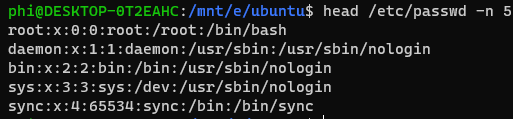 phi@DESKTOP-0T2EAHC:/mnt/e/ubuntu$ head /etc/passwd -n 5
root:x:0:0:root:/root:/bin/bash
daemon:x:1:1:daemon:/usr/sbin:/usr/sbin/nologin
bin:x:2:2:bin:/bin:/usr/sbin/nologin
sys:x:3:3:sys:/dev:/usr/sbin/nologin
sync:x:4:65534:sync:/bin:/bin/sync